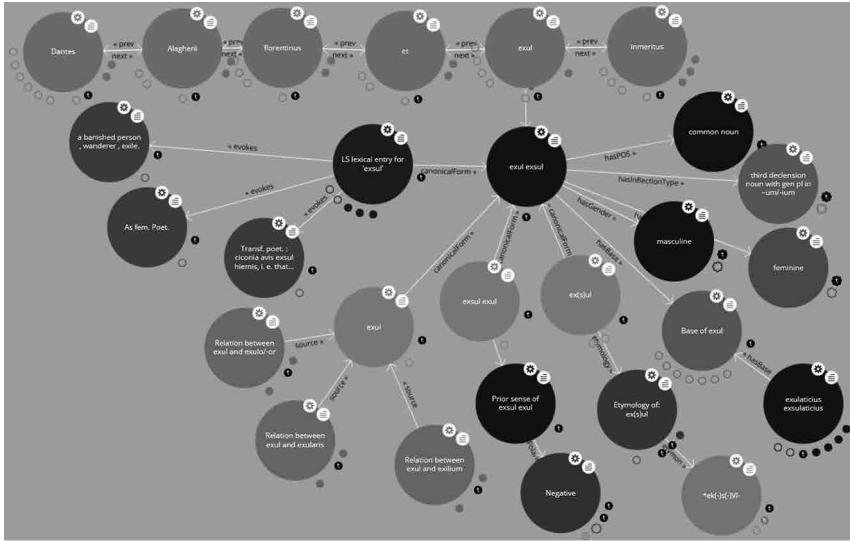 Dantes
« prev
next »
Alagherii
« prev
next »
florentinus
« prev
next »
et
« prev
next »
exul
« prev
next »
inmeritus
a banished person
, wanderer , exile.
« evokes
LS lexical entry for
'exsul'
canonicalForm »
exul exsul
hasPOS »
common noun
hasInflectionType »
third declension
noun with gen pl in
-um/-ium
As fem. Poet.
« evokes
Transf. poet. :
ciconia avis exsul
hiemis, i. e. that...
« evokes
hasGender »
masculine
feminine
canonicalForm »
canonicalForm »
« canonicalForm
hasBase»
exul
exsul exul
ex(s)ul
Base of exul
« hasBase
exulaticius
exsulaticius
Relation between
exul and exulo/-or
source »
Relation between
exul and exularis
source »
Relation between
exul and exilium
« source
Prior sense of
exsul exul
Negative
etymology »
Etymology of:
ex(s)ul
*ek(-)s(-)Vl-